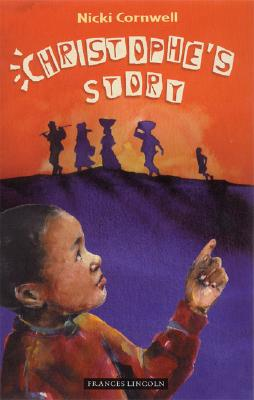 Nicki Cornwell
CHRISTOPHE'S
STORY
FRANCES LINCOLN